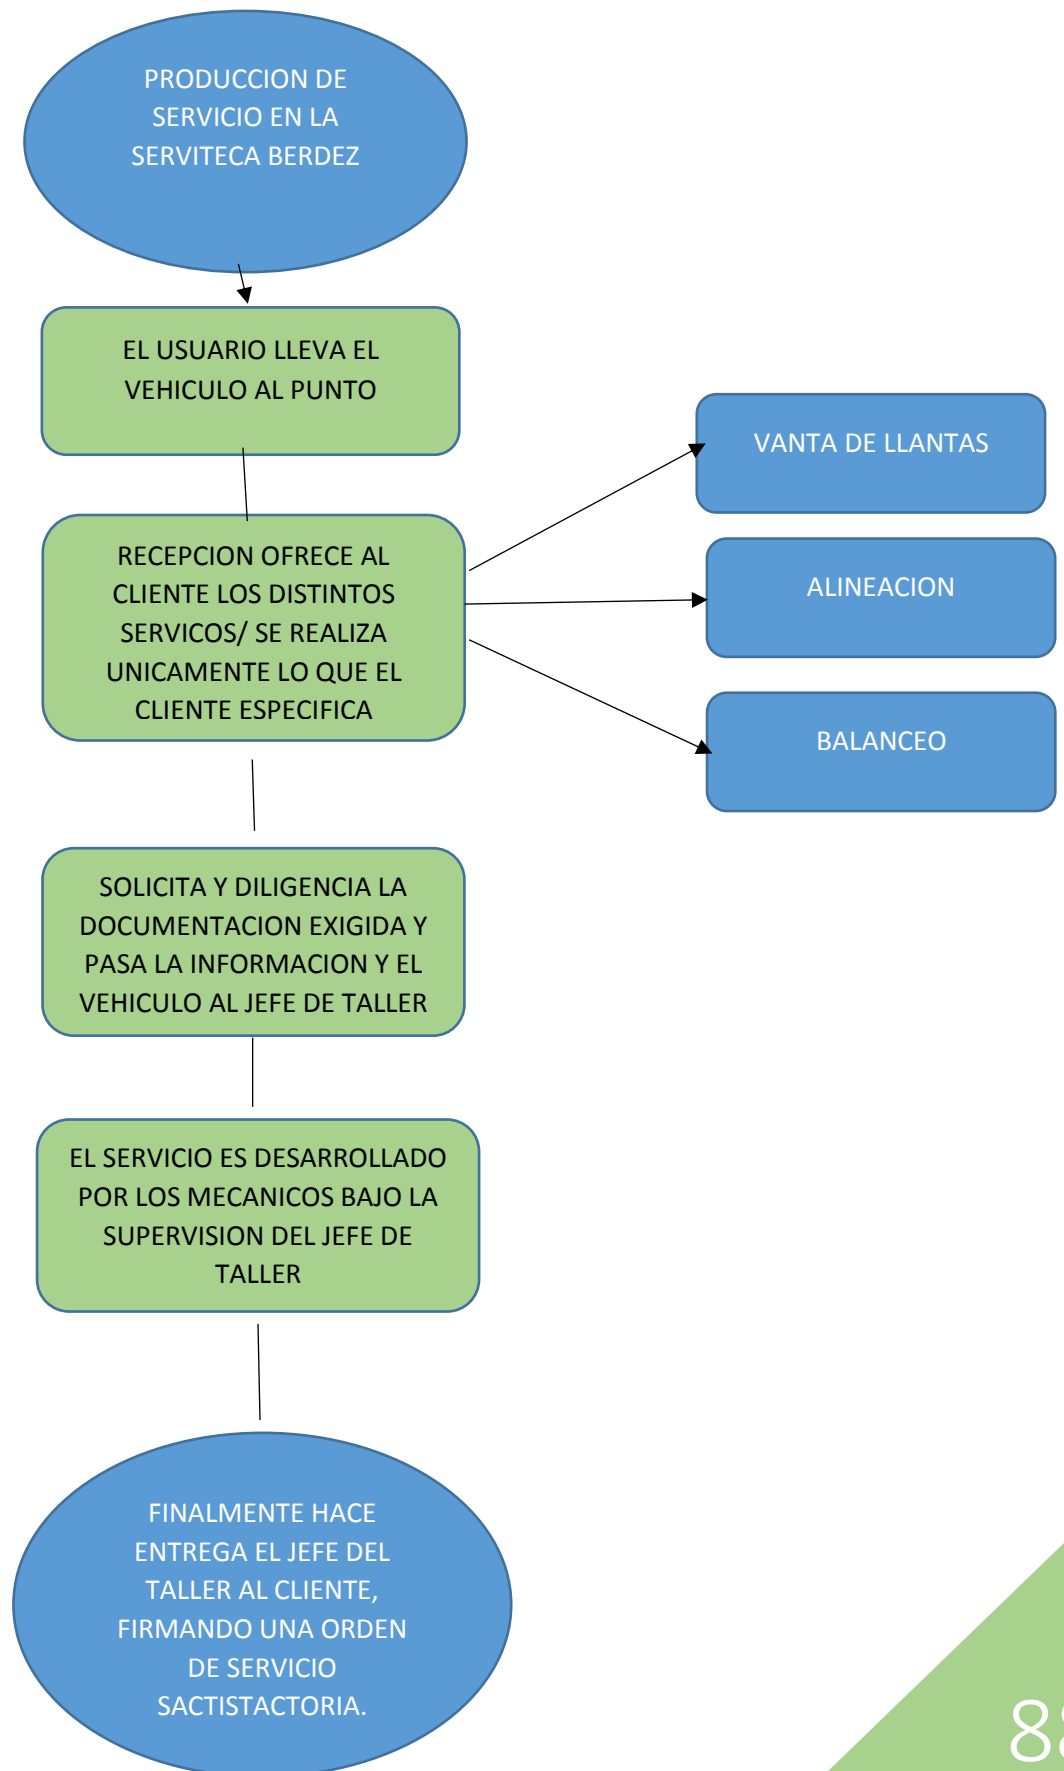 PRODUCCION DE
SERVICIO EN LA
SERVITECA BERDEZ
EL USUARIO LLEVA EL
VEHICULO AL PUNTO
RECEPCION OFRECE AL
CLIENTE LOS DISTINTOS
SERVICOS/ SE REALIZA
UNICAMENTE LO QUE EL
CLIENTE ESPECIFICA
VANTA DE LLANTAS
ALINEACION
BALANCEO
SOLICITA Y DILIGENCIA LA
DOCUMENTACION EXIGIDA Y
PASA LA INFORMACION Y EL
VEHICULO AL JEFE DE TALLER
EL SERVICIO ES DESARROLLADO
POR LOS MECANICOS BAJO LA
SUPERVISION DEL JEFE DE
TALLER
FINALMENTE HACE
ENTREGA EL JEFE DEL
TALLER AL CLIENTE,
FIRMANDO UNA ORDEN
DE SERVICIO
SACTISTACTORIA.